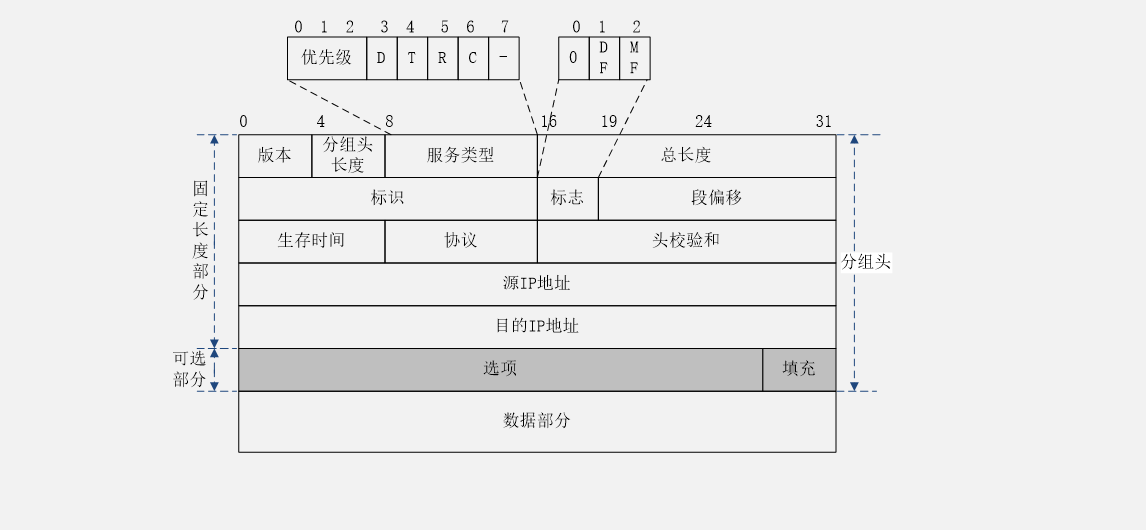 0 1 2 3 4 5 6 7
0 1 2
优先级 D T R C -
0 DF MF
0 4 8 16 19 24 31
版本 分组头长度 服务类型 总长度
固定长度部分
标识 标志 段偏移
生存时间 协议 头校验和
分组头
源IP地址
目的IP地址
可选部分
选项 填充
数据部分